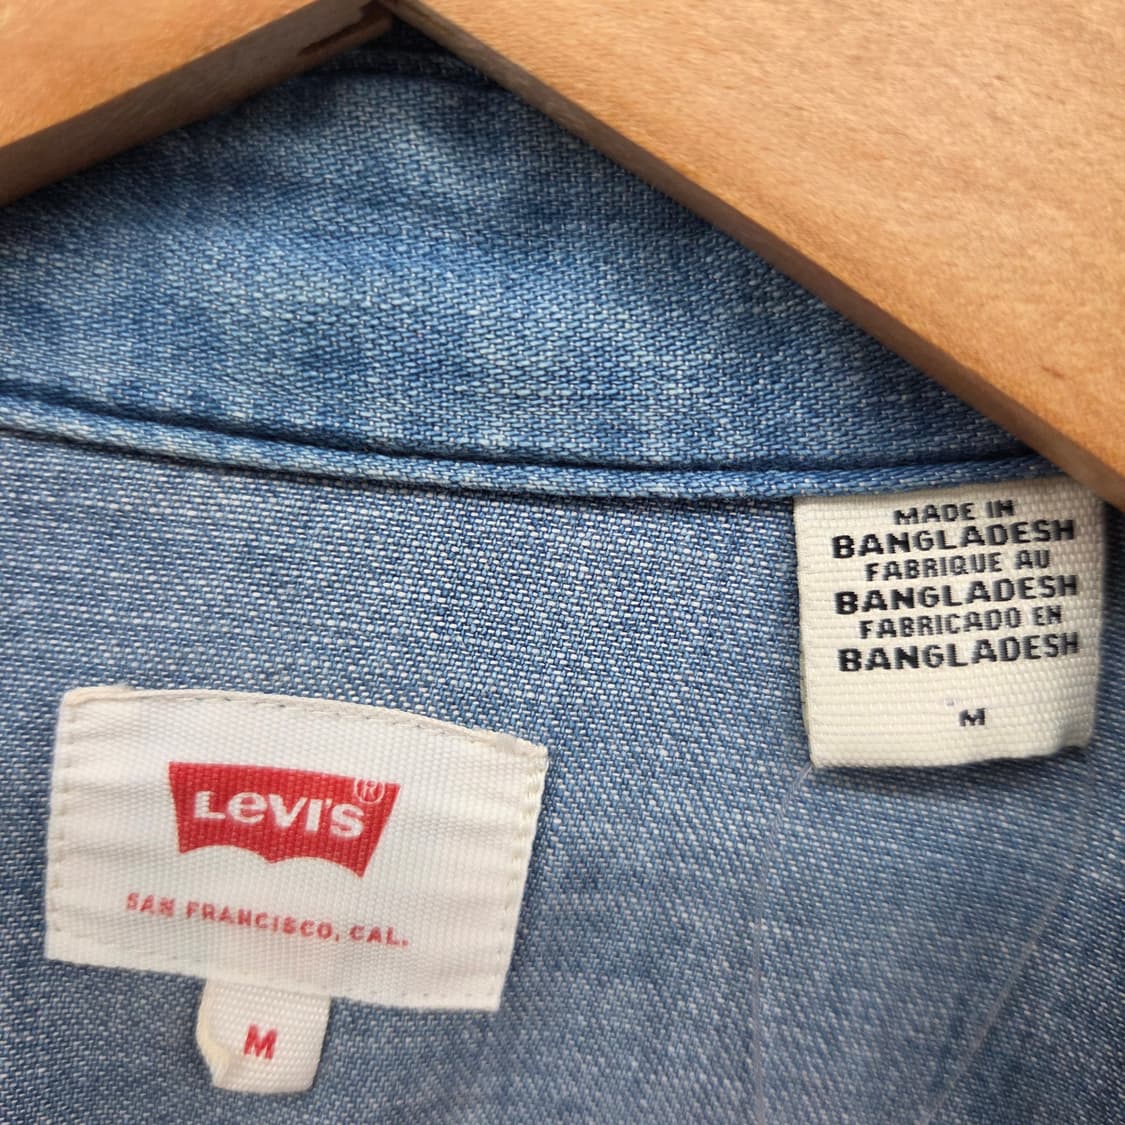 LEVI'S®
SAN FRANCISCO, CAL.
M
MADE IN
BANGLADESH
FABRIQUE AU
BANGLADESH
FABRICADO EN
BANGLADESH
M